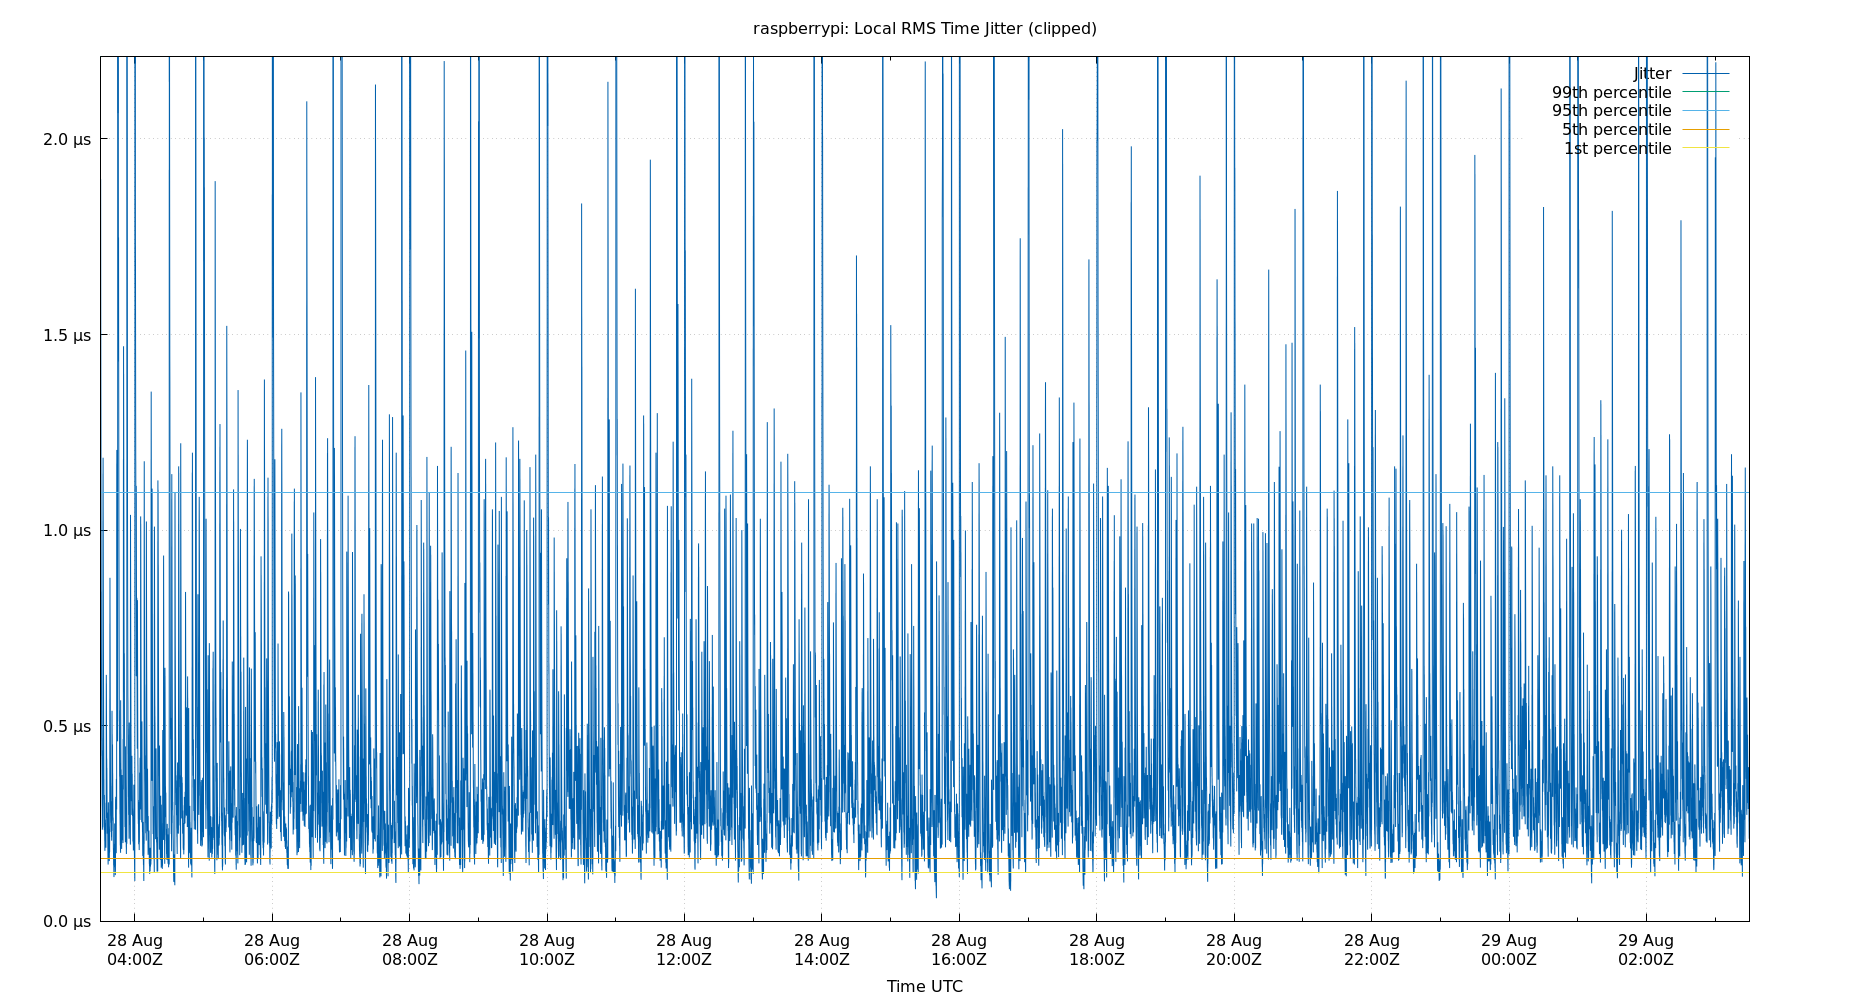 raspberrypi: Local RMS Time Jitter (clipped)
Jitter
99th percentile
95th percentile
5th percentile
1st percentile
2.0 µs
1.5 µs
1.0 µs
0.5 µs
0.0 µs
28 Aug 28 Aug 28 Aug 28 Aug 28 Aug 28 Aug 28 Aug 28 Aug 28 Aug 28 Aug 29 Aug 29 Aug
04:00Z 06:00Z 08:00Z 10:00Z 12:00Z 14:00Z 16:00Z 18:00Z 20:00Z 22:00Z 00:00Z 02:00Z
Time UTC